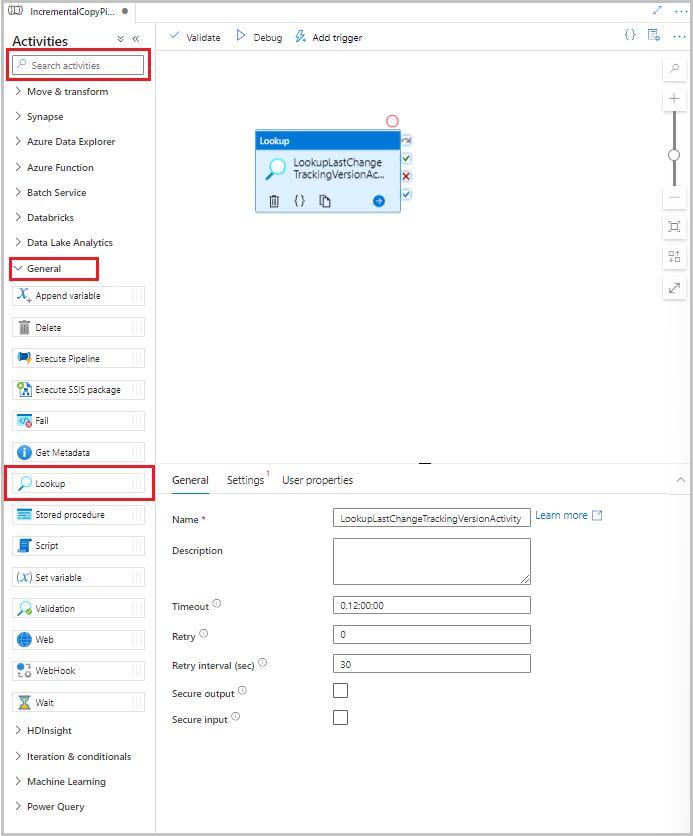 IncrementalCopyPi...
Activities
Search activities
Move & transform
Synapse
Azure Data Explorer
Azure Function
Batch Service
Databricks
Data Lake Analytics
General
Append variable
Delete
Execute Pipeline
Execute SSIS package
Fail
Get Metadata
Lookup
Stored procedure
Script
Set variable
Validation
Web
WebHook
Wait
HDInsight
Iteration & conditionals
Machine Learning
Power Query
Validate Debug Add trigger
Lookup
LookupLastChange
TrackingVersionAc...
General Settings 1 User properties
Name * LookupLastChangeTrackingVersionActivity Learn more
Description
Timeout 0.12:00:00
Retry 0
Retry interval (sec) 30
Secure output
Secure input